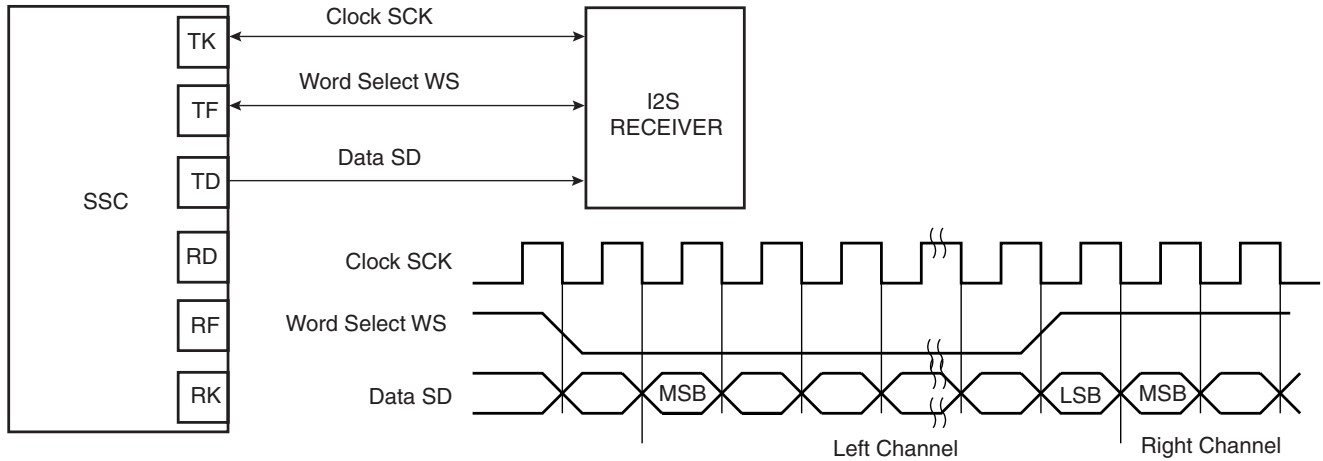 Clock SCK
TK
Word Select WS
TF
I2S
RECEIVER
Data SD
TD
SSC
RD
RF
RK
Clock SCK
Word Select WS
Data SD
MSB
LSB
MSB
Left Channel
Right Channel